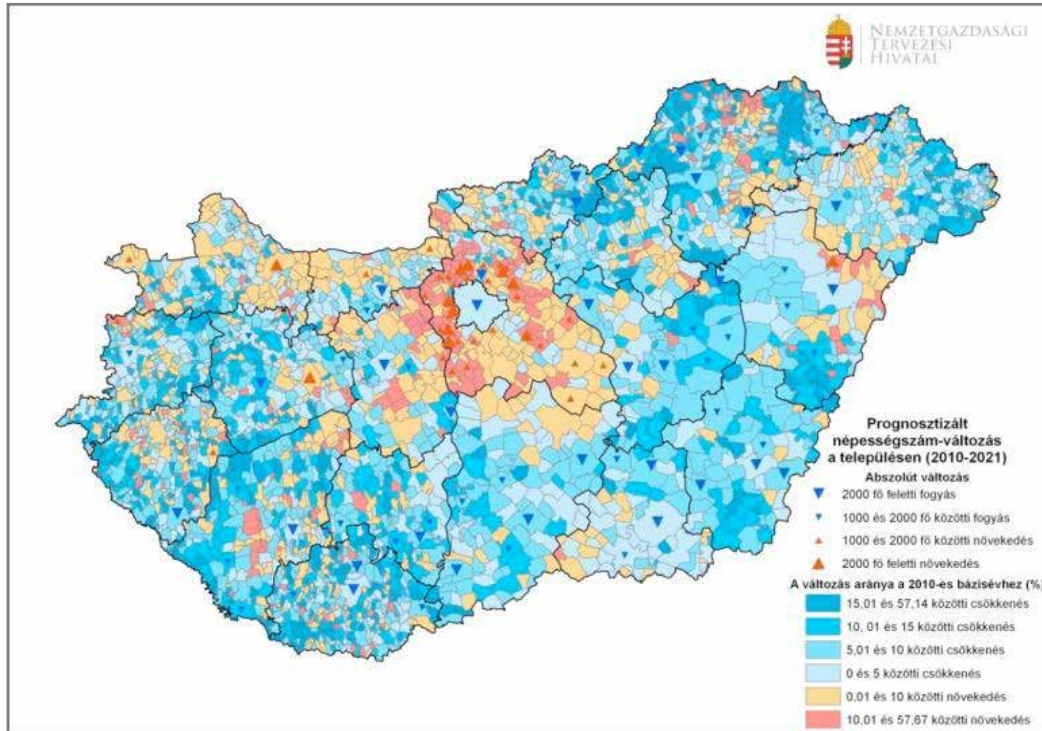 NEMZETGAZDASÁGI
TERVEZÉSI
HIVATAL
Prognosztizált
népességszám-változás
a településen (2010-2021)
Abszolút változás
2000 fő feletti fogyás
1000 és 2000 fő közötti fogyás
1000 és 2000 fő közötti növekedés
2000 fő feletti növekedés
A változás aránya a 2010-es bázisévhez (%)
15,01 és 57,14 közötti csökkenés
10, 01 és 15 közötti csökkenés
5,01 és 10 közötti csökkenés
0 és 5 közötti csökkenés
0,01 és 10 közötti növekedés
10,01 és 57,67 közötti növekedés